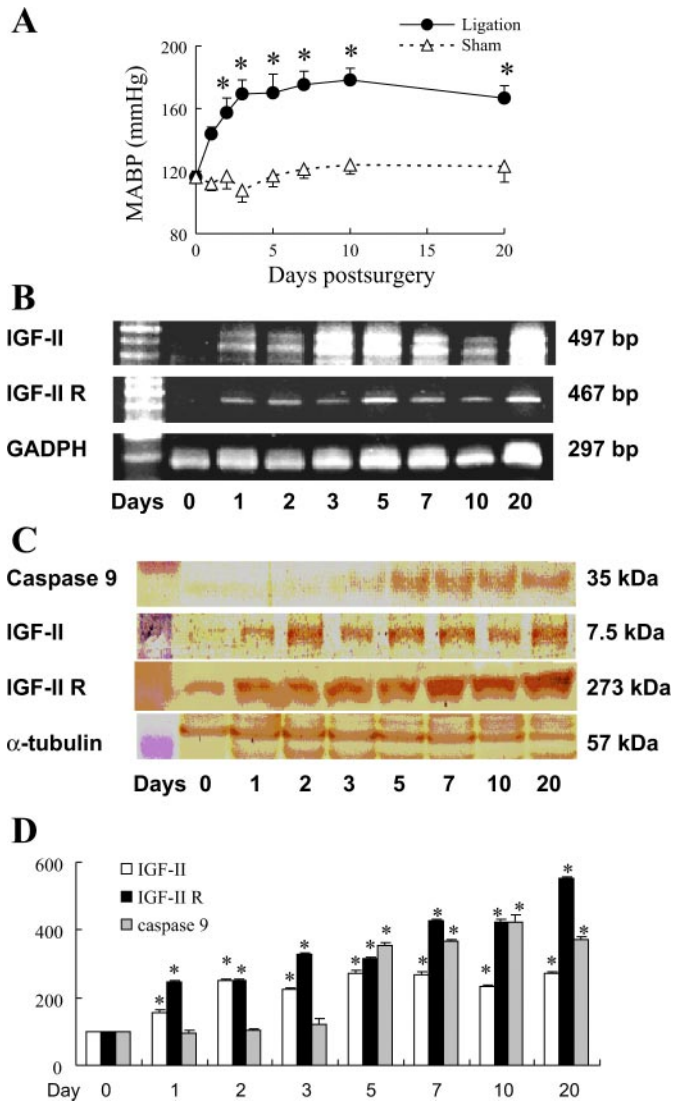 A
Ligation
Sham
MABP (mmHg)
200
160
120
80
* * * * * *
0 5 10 15 20
Days postsurgery
B
IGF-II 497 bp
IGF-II R 467 bp
GADPH 297 bp
Days 0 1 2 3 5 7 10 20
C
Caspase 9 35 kDa
IGF-II 7.5 kDa
IGF-II R 273 kDa
α-tubulin 57 kDa
Days 0 1 2 3 5 7 10 20
D
600
400
200
0
IGF-II
IGF-II R
caspase 9
* * * * * * * * * * * * * * * * * *
Day 0 1 2 3 5 7 10 20